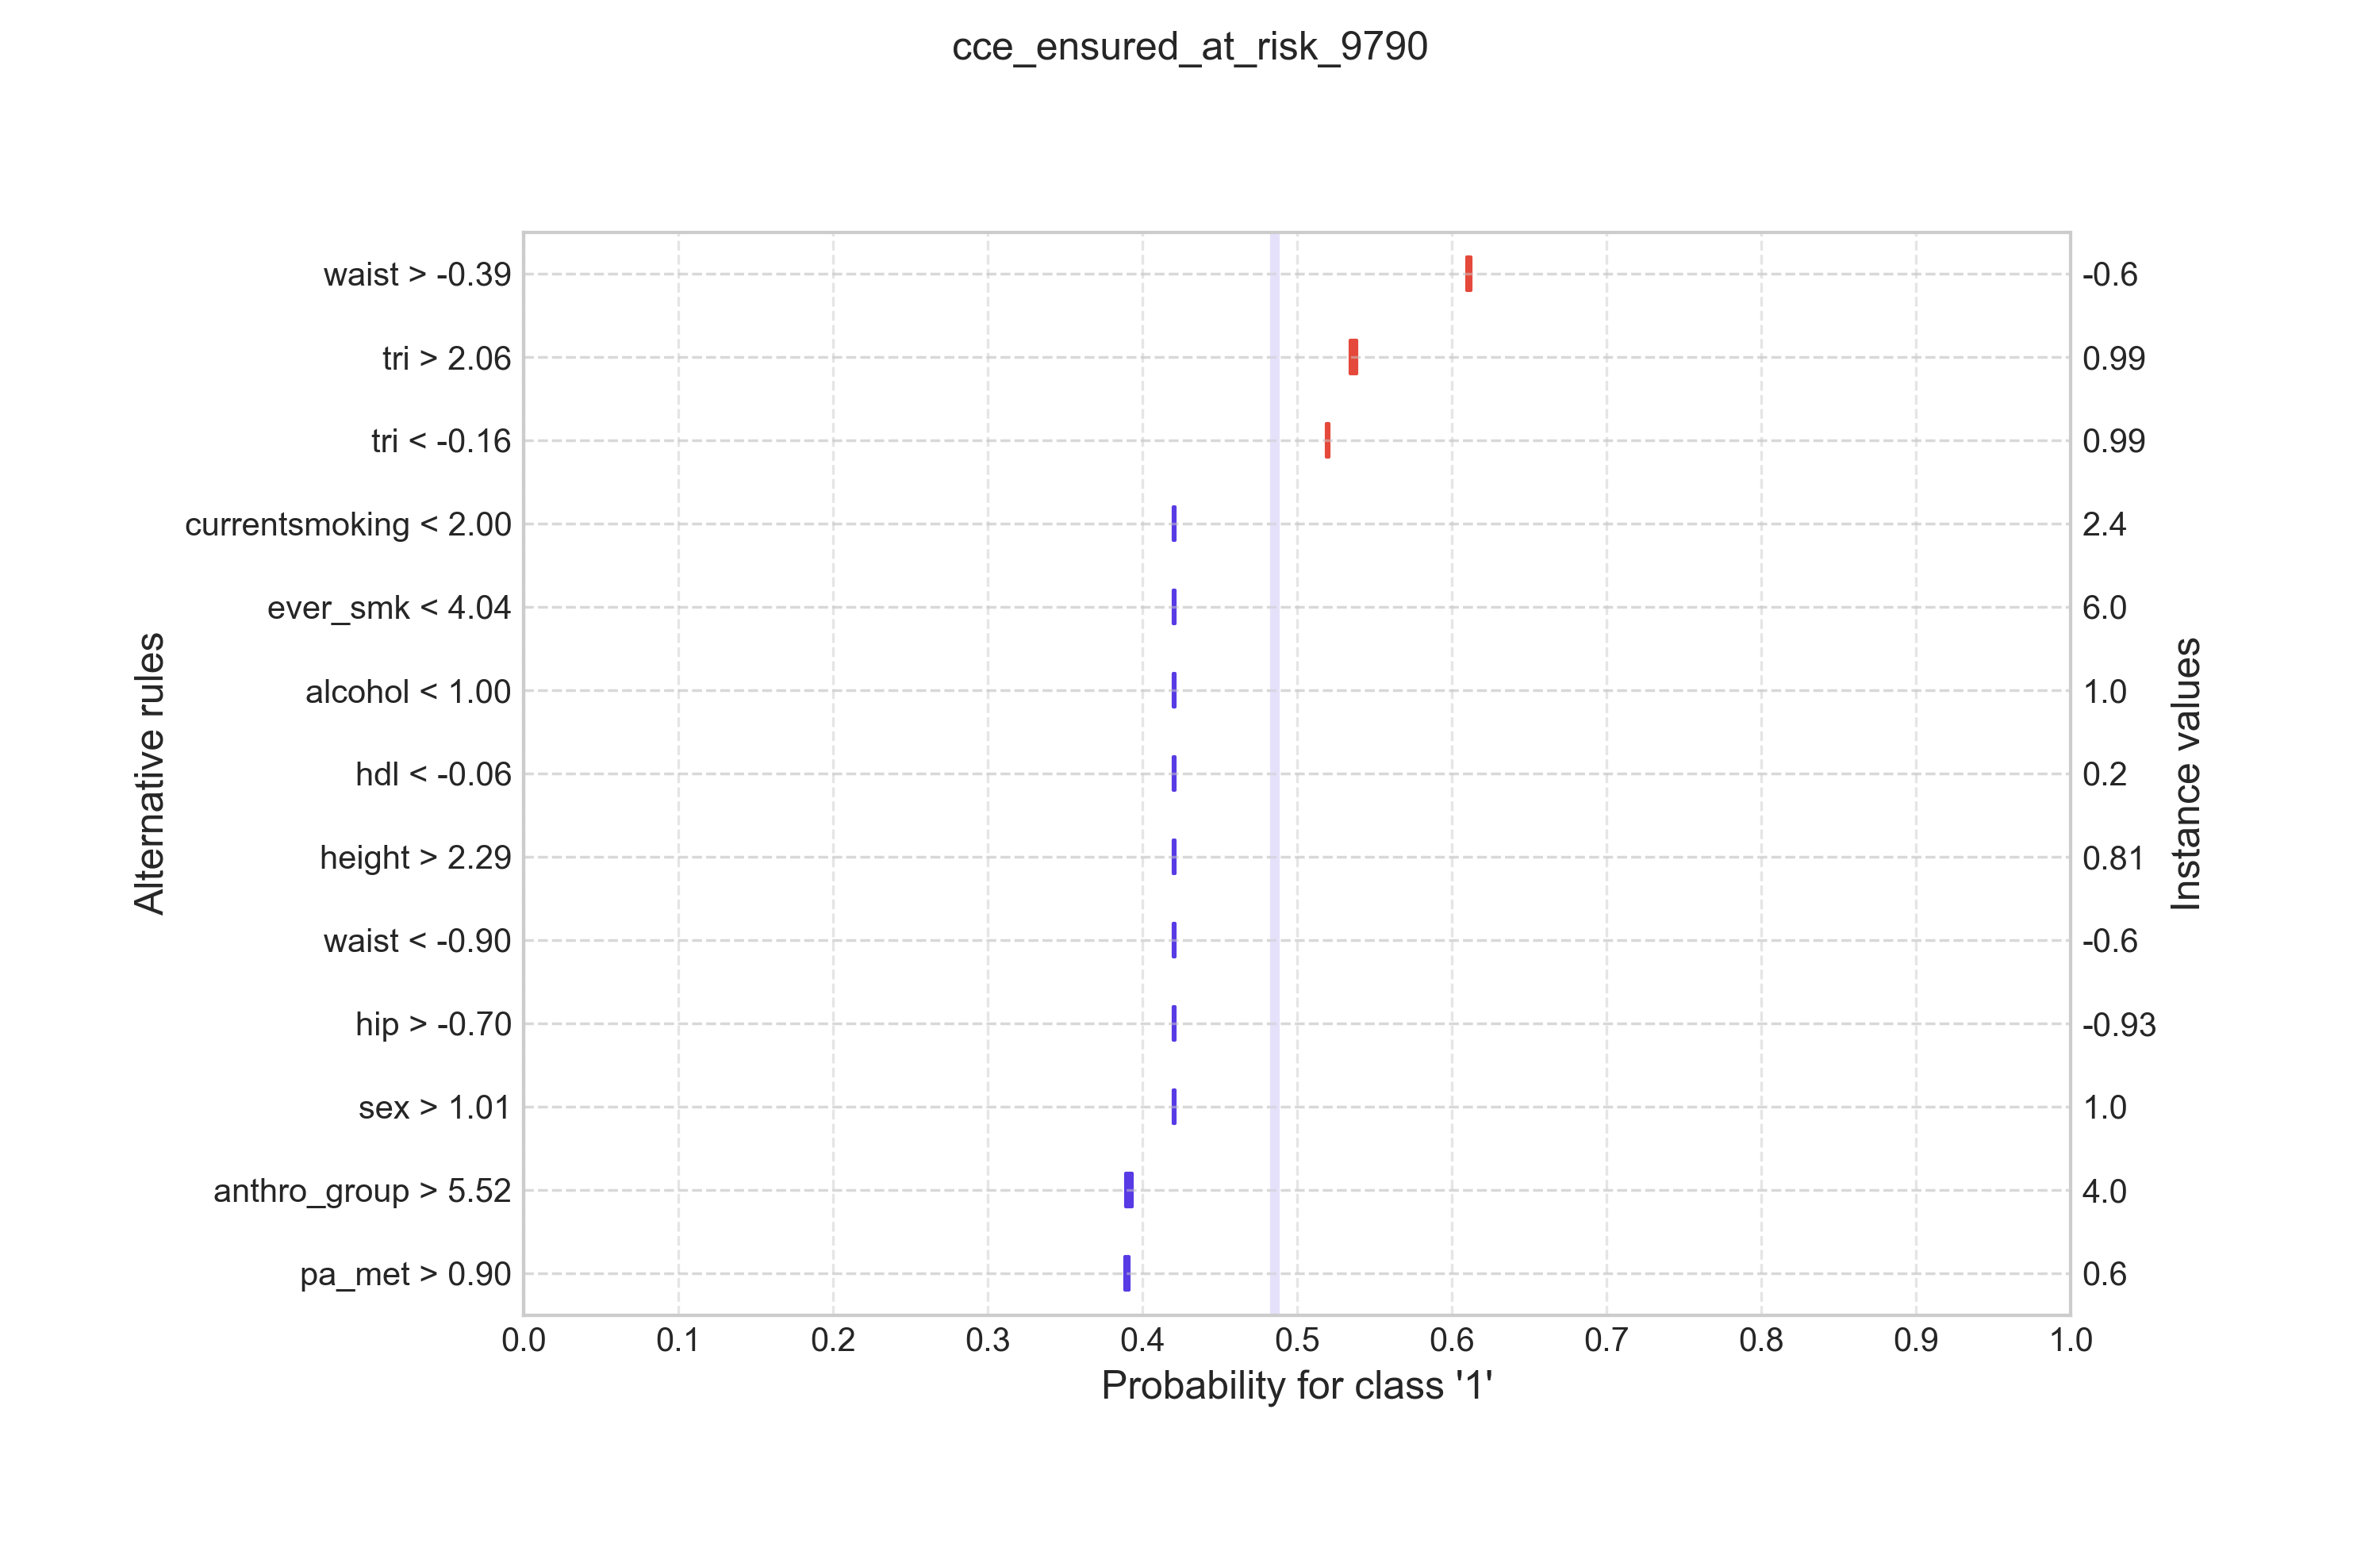 cce_ensured_at_risk_9790
waist > -0.39 -0.6
tri > 2.06 0.99
tri < -0.16 0.99
currentsmoking < 2.00 2.4
ever_smk < 4.04 6.0
alcohol < 1.00 1.0
hdl < -0.06 0.2
height > 2.29 0.81
waist < -0.90 -0.6
hip > -0.70 -0.93
sex > 1.01 1.0
anthro_group > 5.52 4.0
pa_met > 0.90 0.6
Alternative rules
Instance values
0.0 0.1 0.2 0.3 0.4 0.5 0.6 0.7 0.8 0.9 1.0
Probability for class '1'